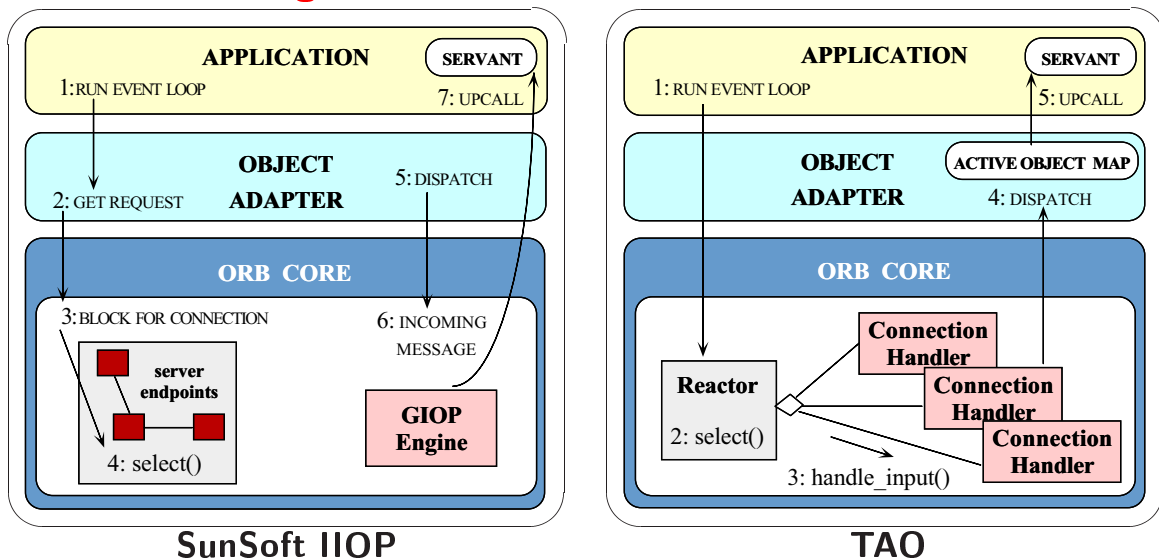 APPLICATION
SERVANT
1: RUN EVENT LOOP
7: UPCALL
OBJECT
ADAPTER
5: DISPATCH
2: GET REQUEST
ORB CORE
3: BLOCK FOR CONNECTION
6: INCOMING
MESSAGE
server
endpoints
GIOP
Engine
4: select()
SunSoft IIOP
APPLICATION
SERVANT
1: RUN EVENT LOOP
5: UPCALL
OBJECT
ADAPTER
ACTIVE OBJECT MAP
4: DISPATCH
ORB CORE
Connection
Handler
Reactor
Connection
Handler
2: select()
Connection
Handler
3: handle_input()
TAO